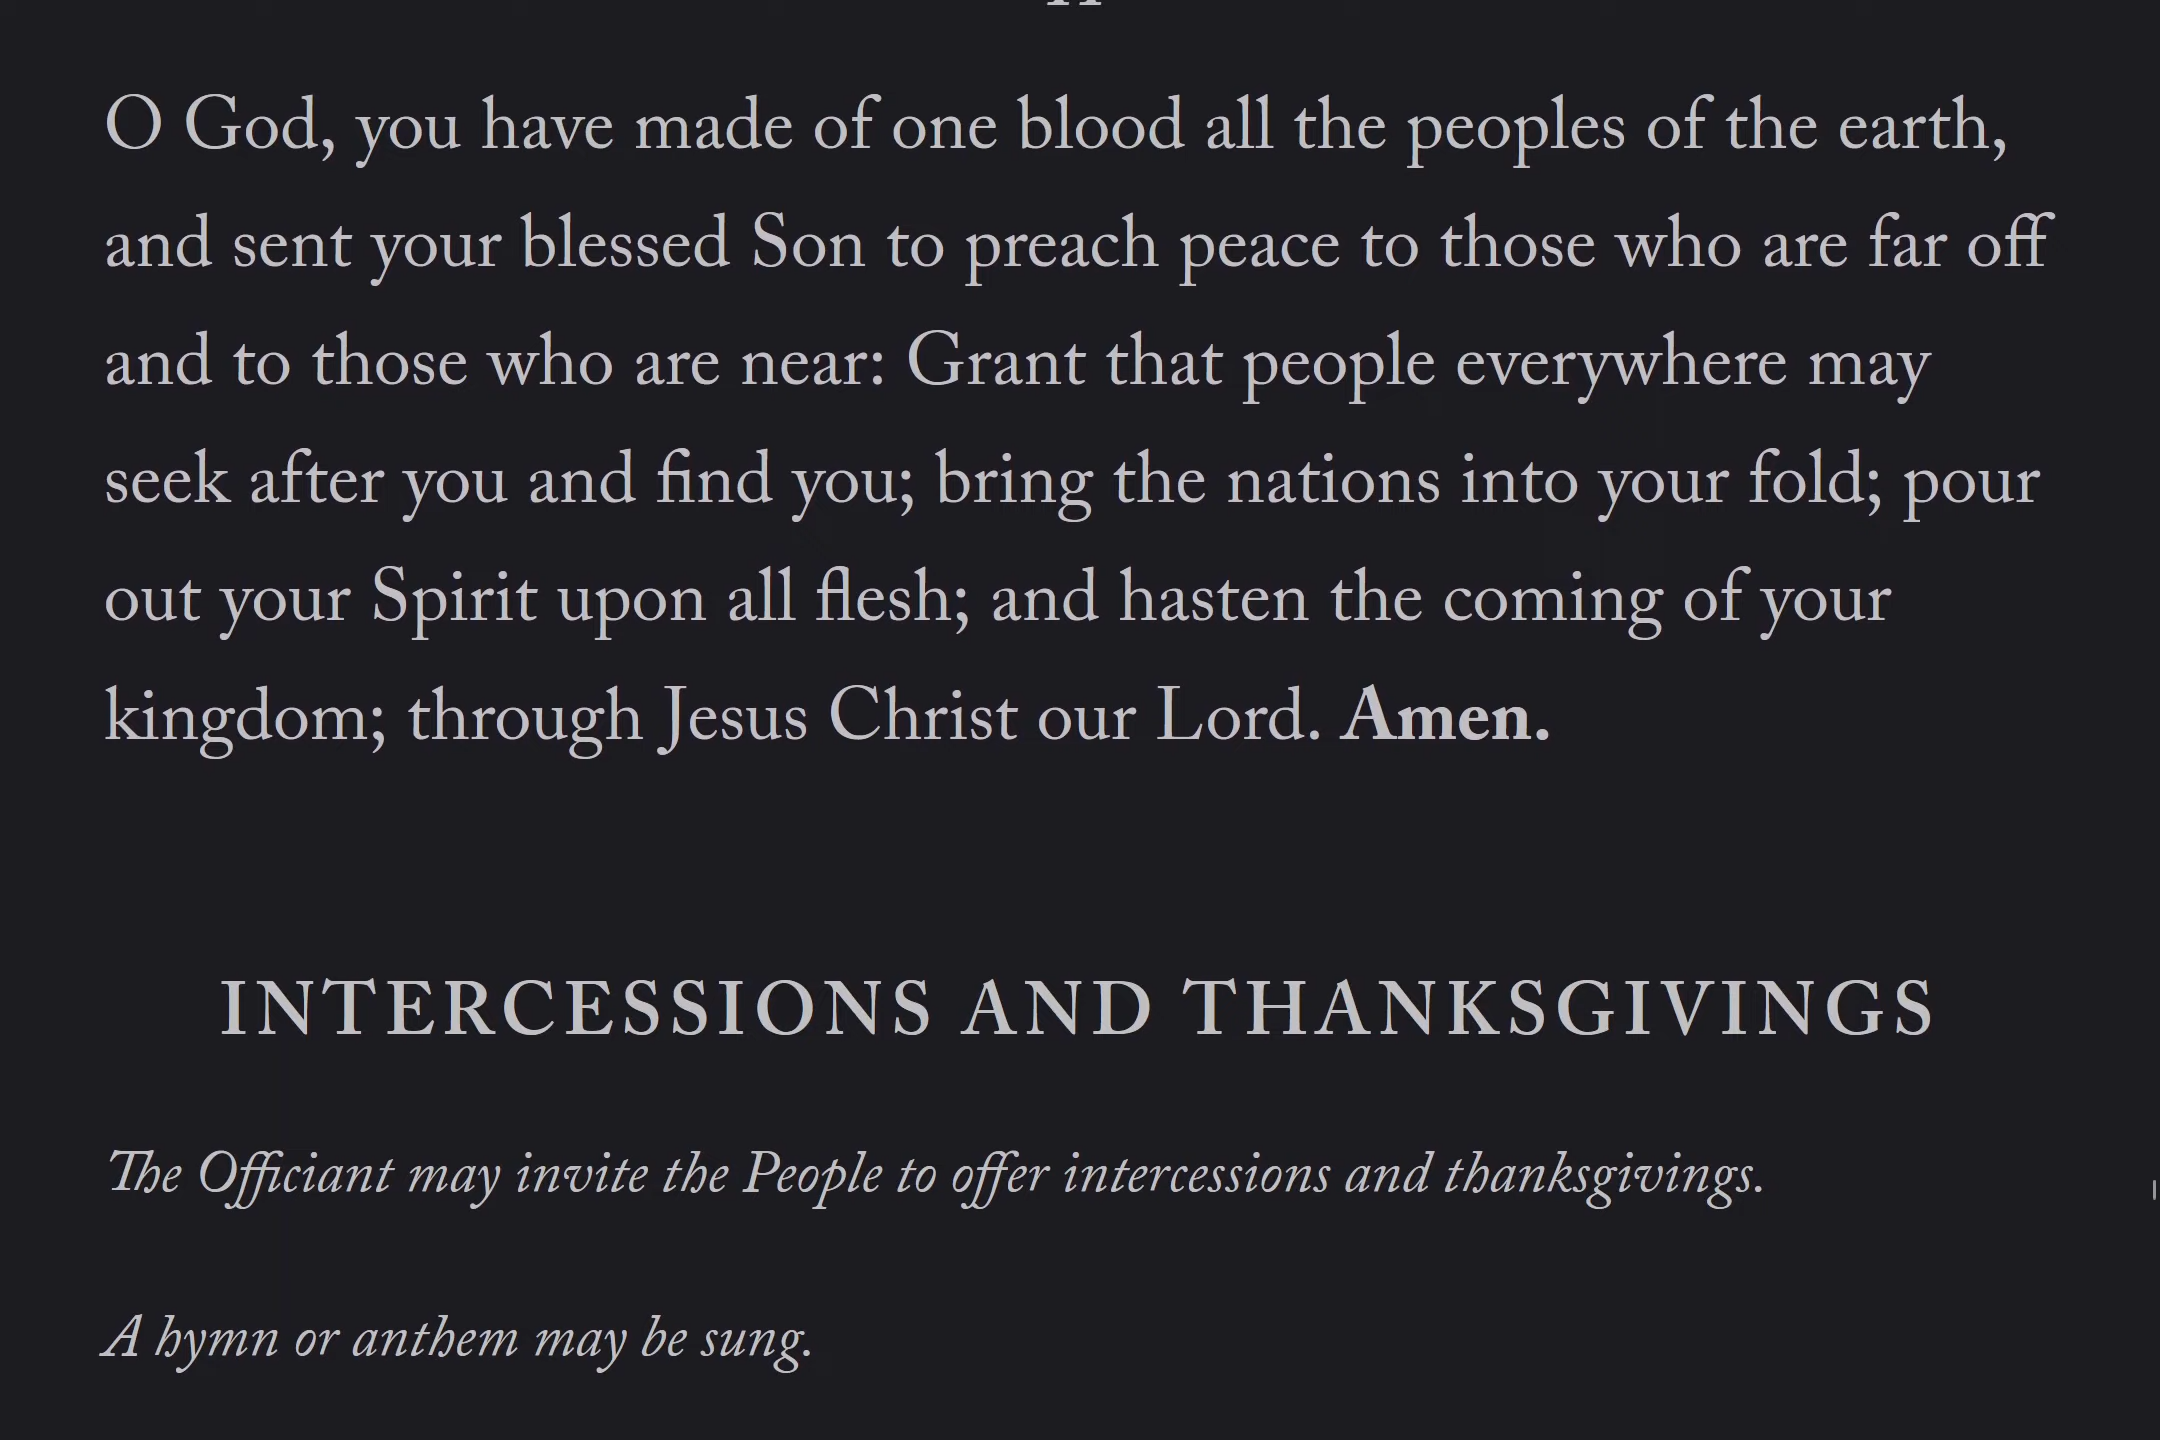 O God, you have made of one blood all the peoples of the earth,
and sent your blessed Son to preach peace to those who are far off
and to those who are near: Grant that people everywhere may
seek after you and find you; bring the nations into your fold; pour
out your Spirit upon all flesh; and hasten the coming of your
kingdom; through Jesus Christ our Lord. Amen.
INTERCESSIONS AND THANKSGIVINGS
The Officiant may invite the People to offer intercessions and thanksgivings.
A hymn or anthem may be sung.